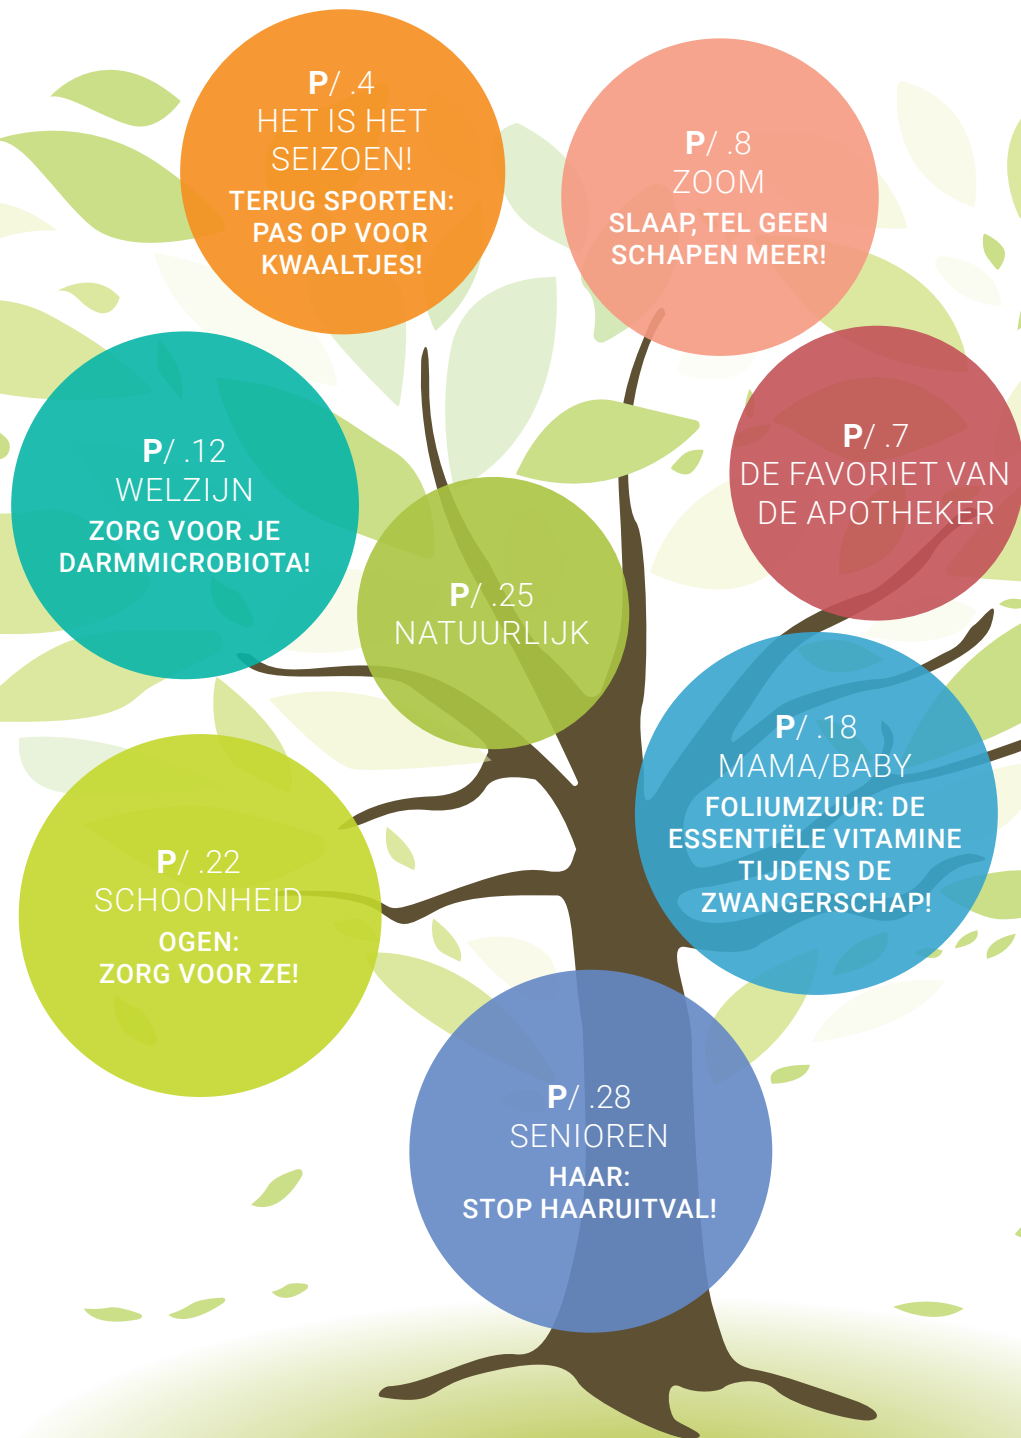 P/ .4
HET IS HET
SEIZOEN!
TERUG SPORTEN:
PAS OP VOOR
KWAALTJES!
P/ .8
ZOOM
SLAAP, TEL GEEN
SCHAPEN MEER!
P/ .12
WELZIJN
ZORG VOOR JE
DARMMICROBIOTA!
P/ .7
DE FAVORIET VAN
DE APOTHEKER
P/ .25
NATUURLIJK
P/ .18
MAMA/BABY
FOLIUMZUUR: DE
ESSENTIËLE VITAMINE
TIJDENS DE
ZWANGERSCHAP!
P/ .22
SCHOONHEID
OGEN:
ZORG VOOR ZE!
P/ .28
SENIOREN
HAAR:
STOP HAARUITVAL!